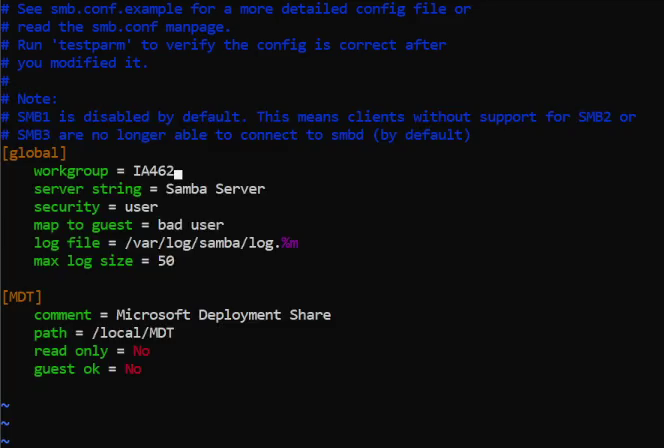 # See smb.conf.example for a more detailed config file or
# read the smb.conf manpage.
# Run 'testparm' to verify the config is correct after
# you modified it.
#
# Note:
# SMB1 is disabled by default. This means clients without support for SMB2 or
# SMB3 are no longer able to connect to smbd (by default)
[global]
    workgroup = IA462
    server string = Samba Server
    security = user
    map to guest = bad user
    log file = /var/log/samba/log.%m
    max log size = 50

[MDT]
    comment = Microsoft Deployment Share
    path = /local/MDT
    read only = No
    guest ok = No

~
~
~